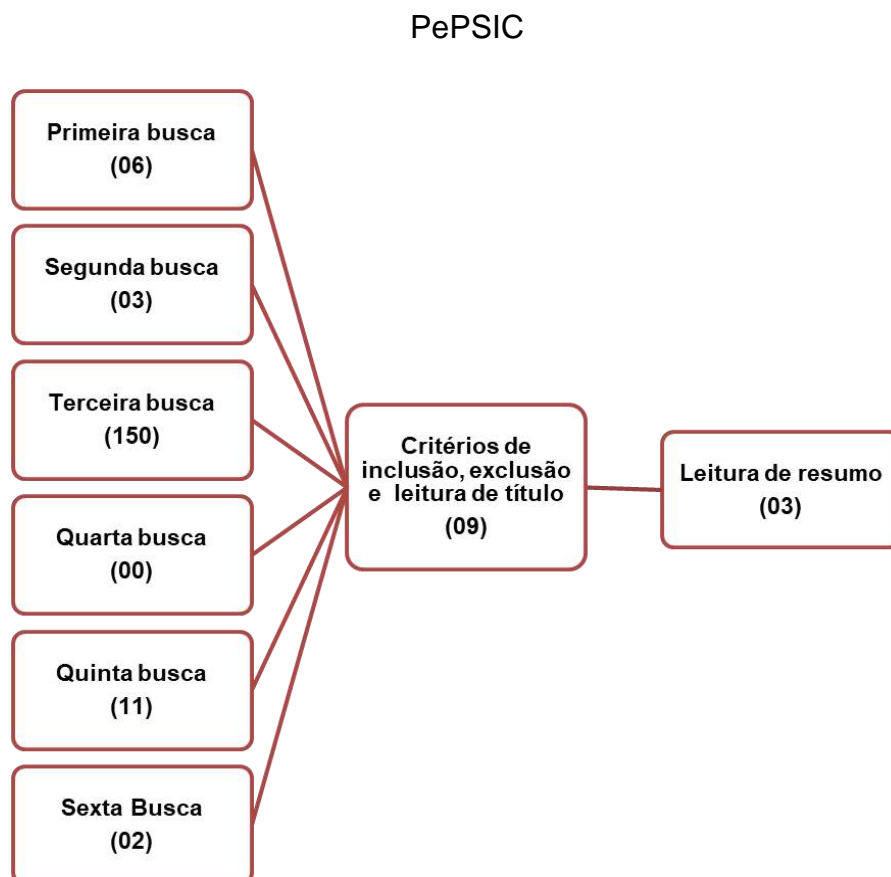 PePSIC
Primeira busca
(06)
Segunda busca
(03)
Terceira busca
(150)
Quarta busca
(00)
Quinta busca
(11)
Sexta Busca
(02)
Critérios de
inclusão, exclusão
e leitura de título
(09)
Leitura de resumo
(03)